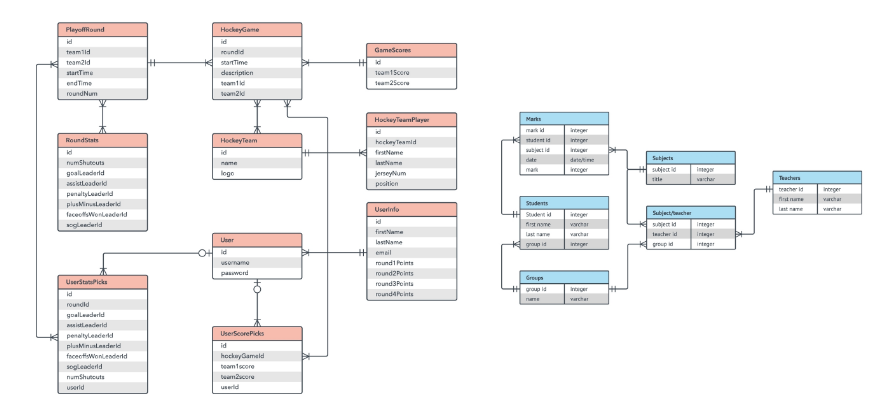 PlayoffRound
id
team1Id
team2Id
startTime
endTime
roundNum
HockeyGame
id
roundId
startTime
description
team1Id
team2Id
GameScores
id
team1Score
team2Score
RoundStats
id
numShutouts
goalLeaderId
assistLeaderId
penaltyLeaderId
plusMinusLeaderId
faceoffsWonLeaderId
sogLeaderId
HockeyTeam
id
name
logo
HockeyTeamPlayer
id
hockeyTeamId
firstName
lastName
jerseyNum
position
User
id
username
password
UserInfo
id
firstName
lastName
email
round1Points
round2Points
round3Points
round4Points
UserStatsPicks
id
roundId
goalLeaderId
assistLeaderId
penaltyLeaderId
plusMinusLeaderId
faceoffsWonLeaderId
sogLeaderId
numShutouts
userId
UserScorePicks
id
hockeyGameId
team1score
team2score
userId
Marks
mark id integer
student id integer
subject id integer
date date/time
mark integer
Subjects
subject id integer
title varchar
Teachers
teacher id integer
first name varchar
last name varchar
Students
Student id integer
first name varchar
last name varchar
group id integer
Subject/teacher
subject id integer
teacher id integer
group id integer
Groups
group id integer
name varchar